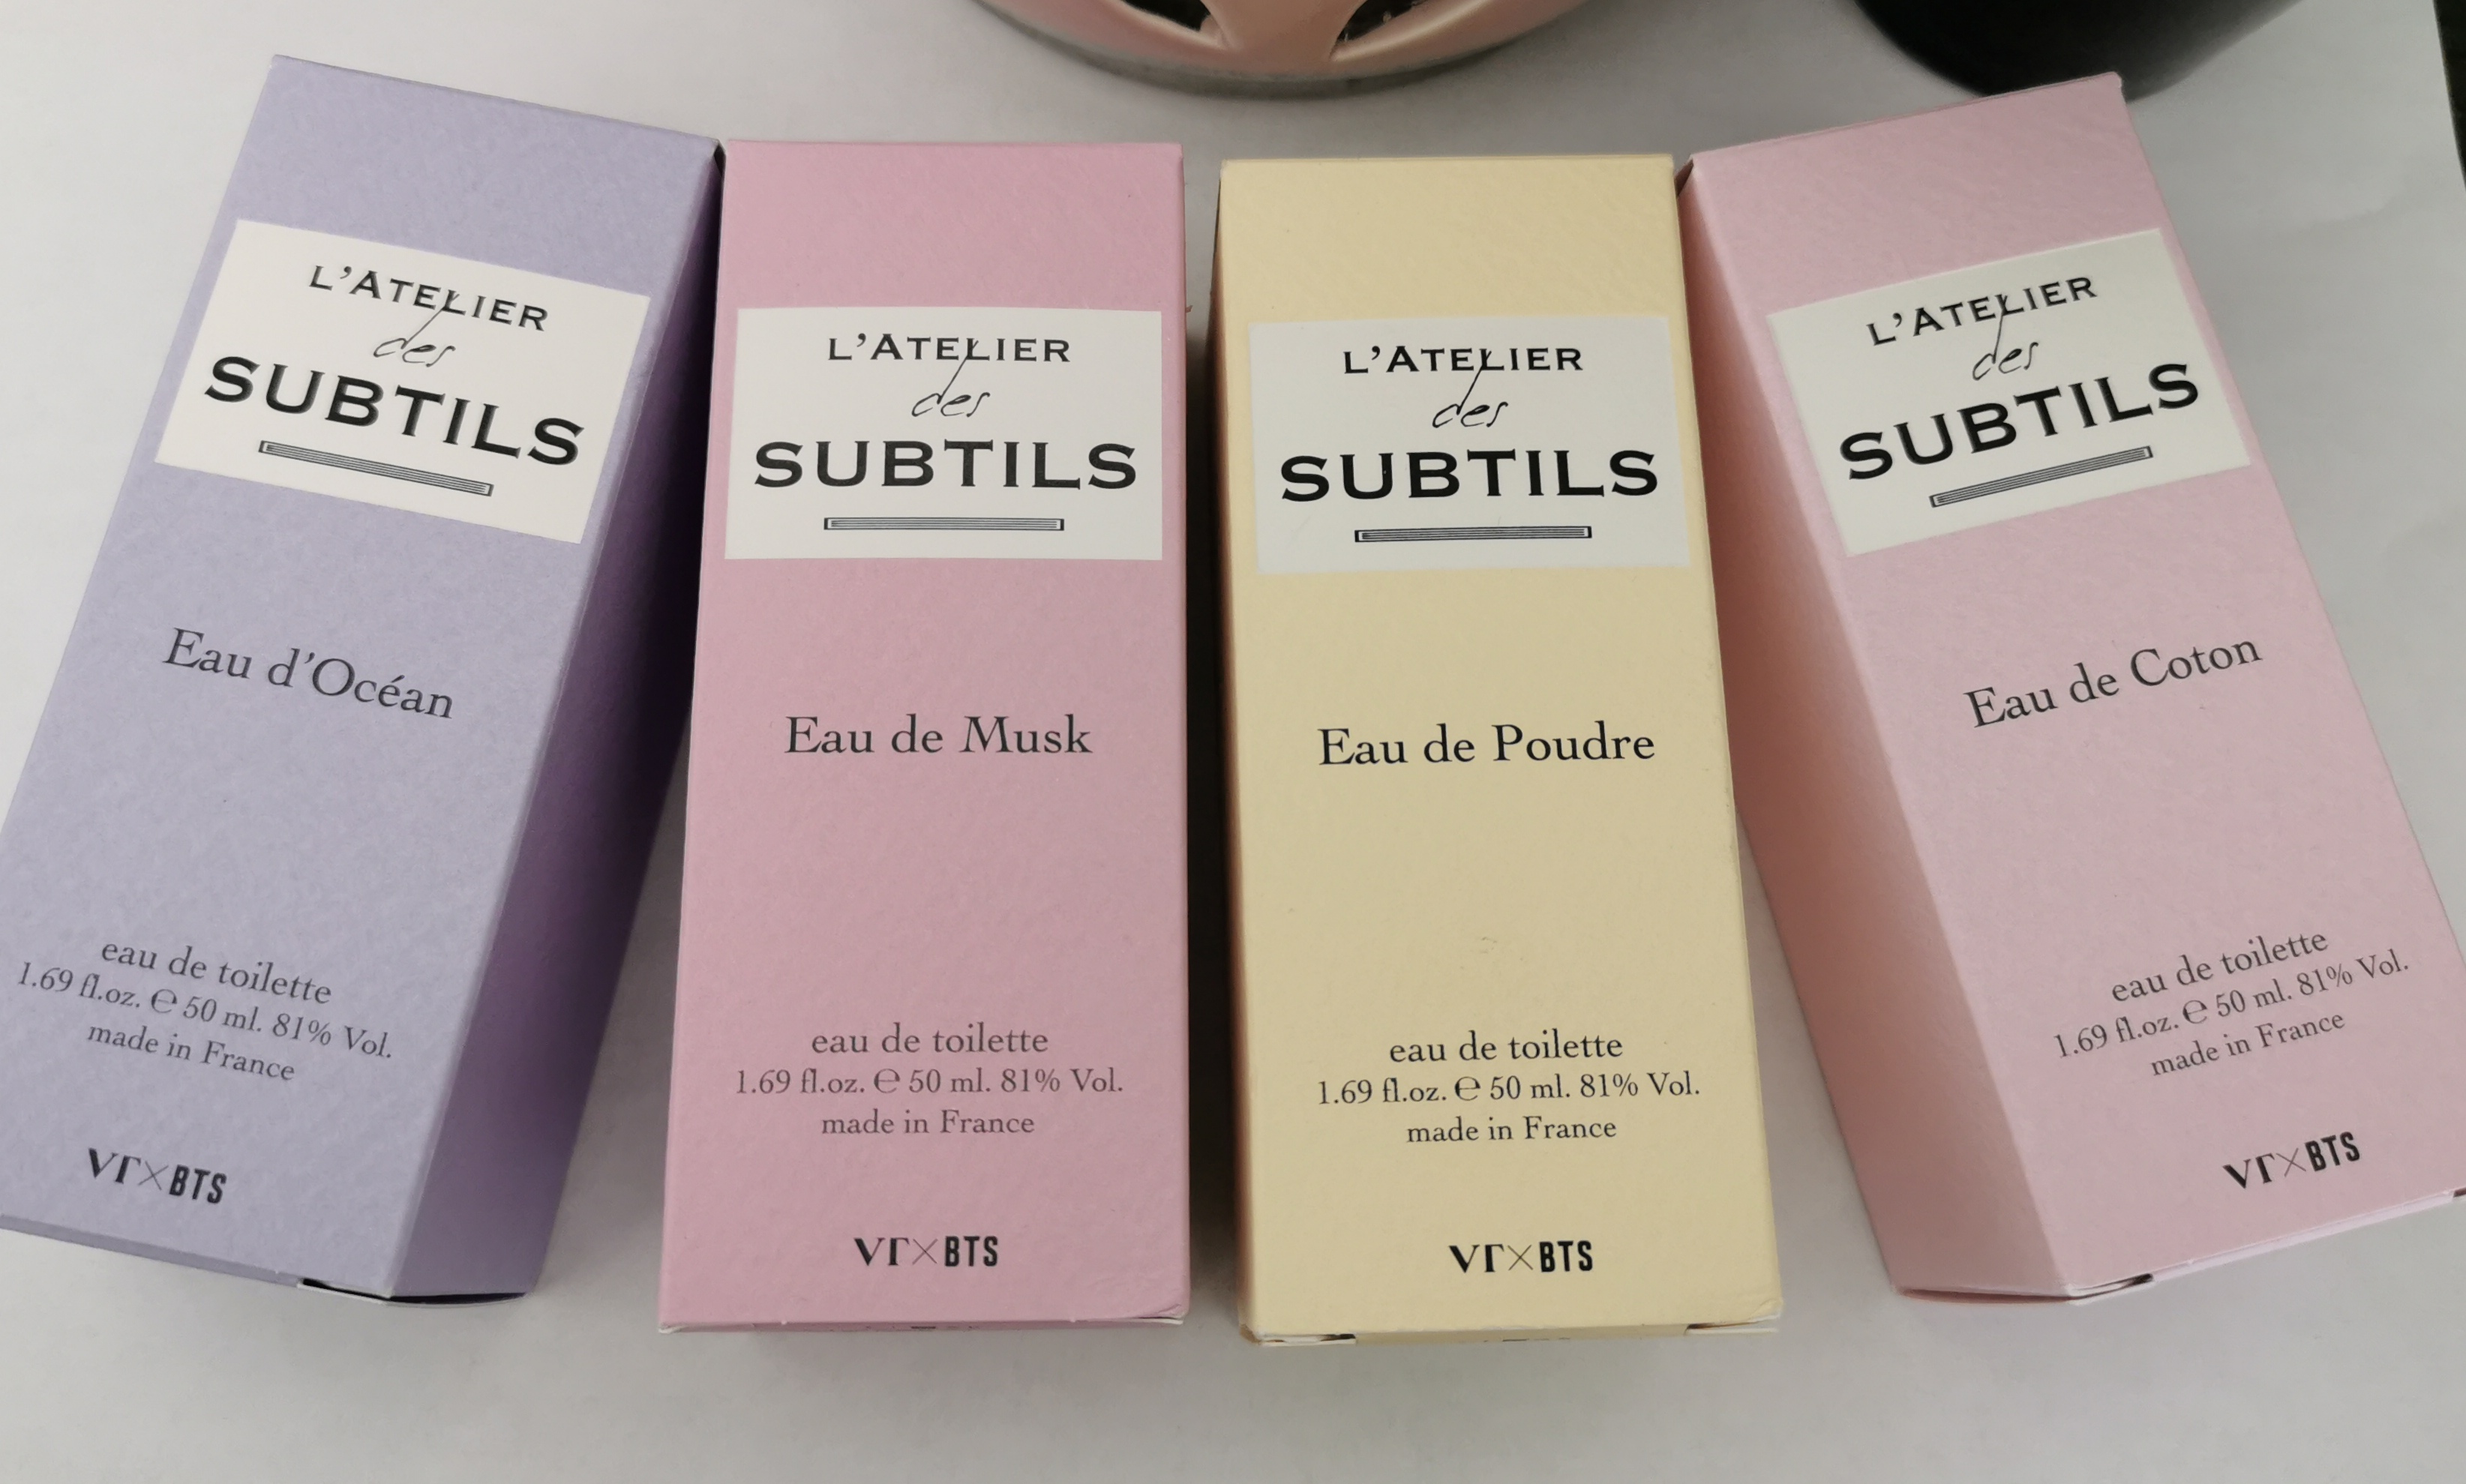 L'ATELIER
des
SUBTILS
Eau d'Océan
eau de toilette
1.69 fl.oz. ℮ 50 ml. 81% Vol.
made in France
VT×BTS
L'ATELIER
des
SUBTILS
Eau de Musk
eau de toilette
1.69 fl.oz. ℮ 50 ml. 81% Vol.
made in France
VT×BTS
L'ATELIER
des
SUBTILS
Eau de Poudre
eau de toilette
1.69 fl.oz. ℮ 50 ml. 81% Vol.
made in France
VT×BTS
L'ATELIER
des
SUBTILS
Eau de Coton
eau de toilette
1.69 fl.oz. ℮ 50 ml. 81% Vol.
made in France
VT×BTS